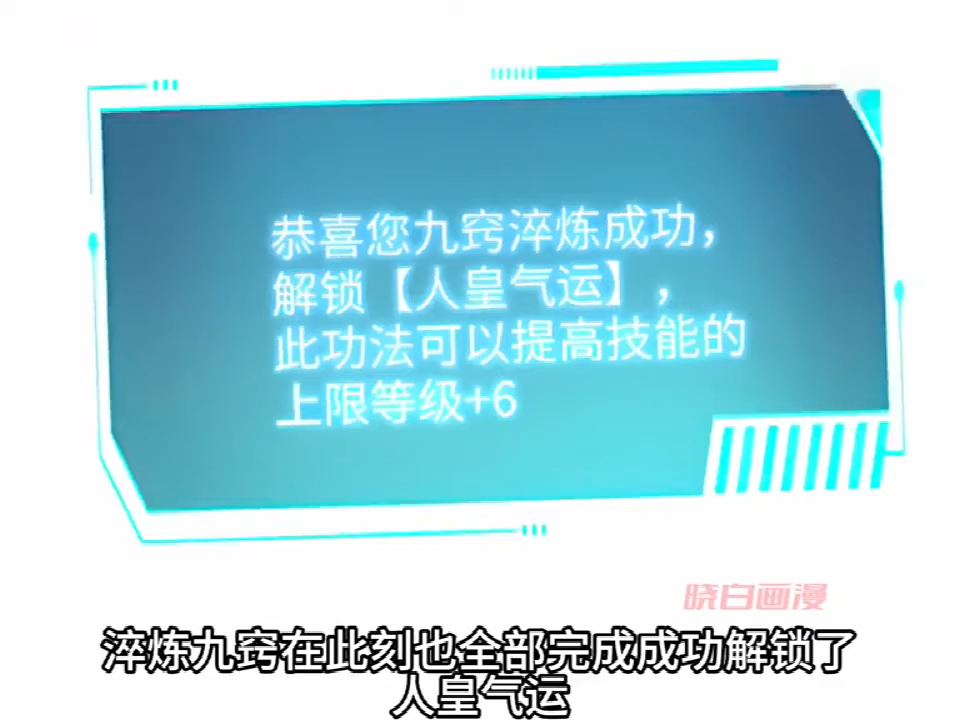 恭喜您九窍淬炼成功，
解锁【人皇气运】，
此功法可以提高技能的
上限等级+6
晓白画漫
淬炼九窍在此刻也全部完成成功解锁了
人皇气运